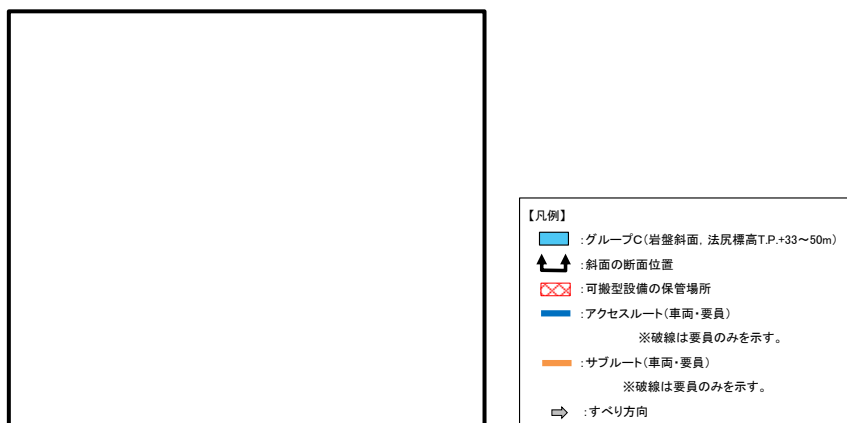 【凡例】
:グループC(岩盤斜面, 法尻標高T.P.+33～50m)
:斜面の断面位置
:可搬型設備の保管場所
:アクセスルート(車両・要員)
※破線は要員のみを示す。
:サブルート(車両・要員)
※破線は要員のみを示す。
:すべり方向